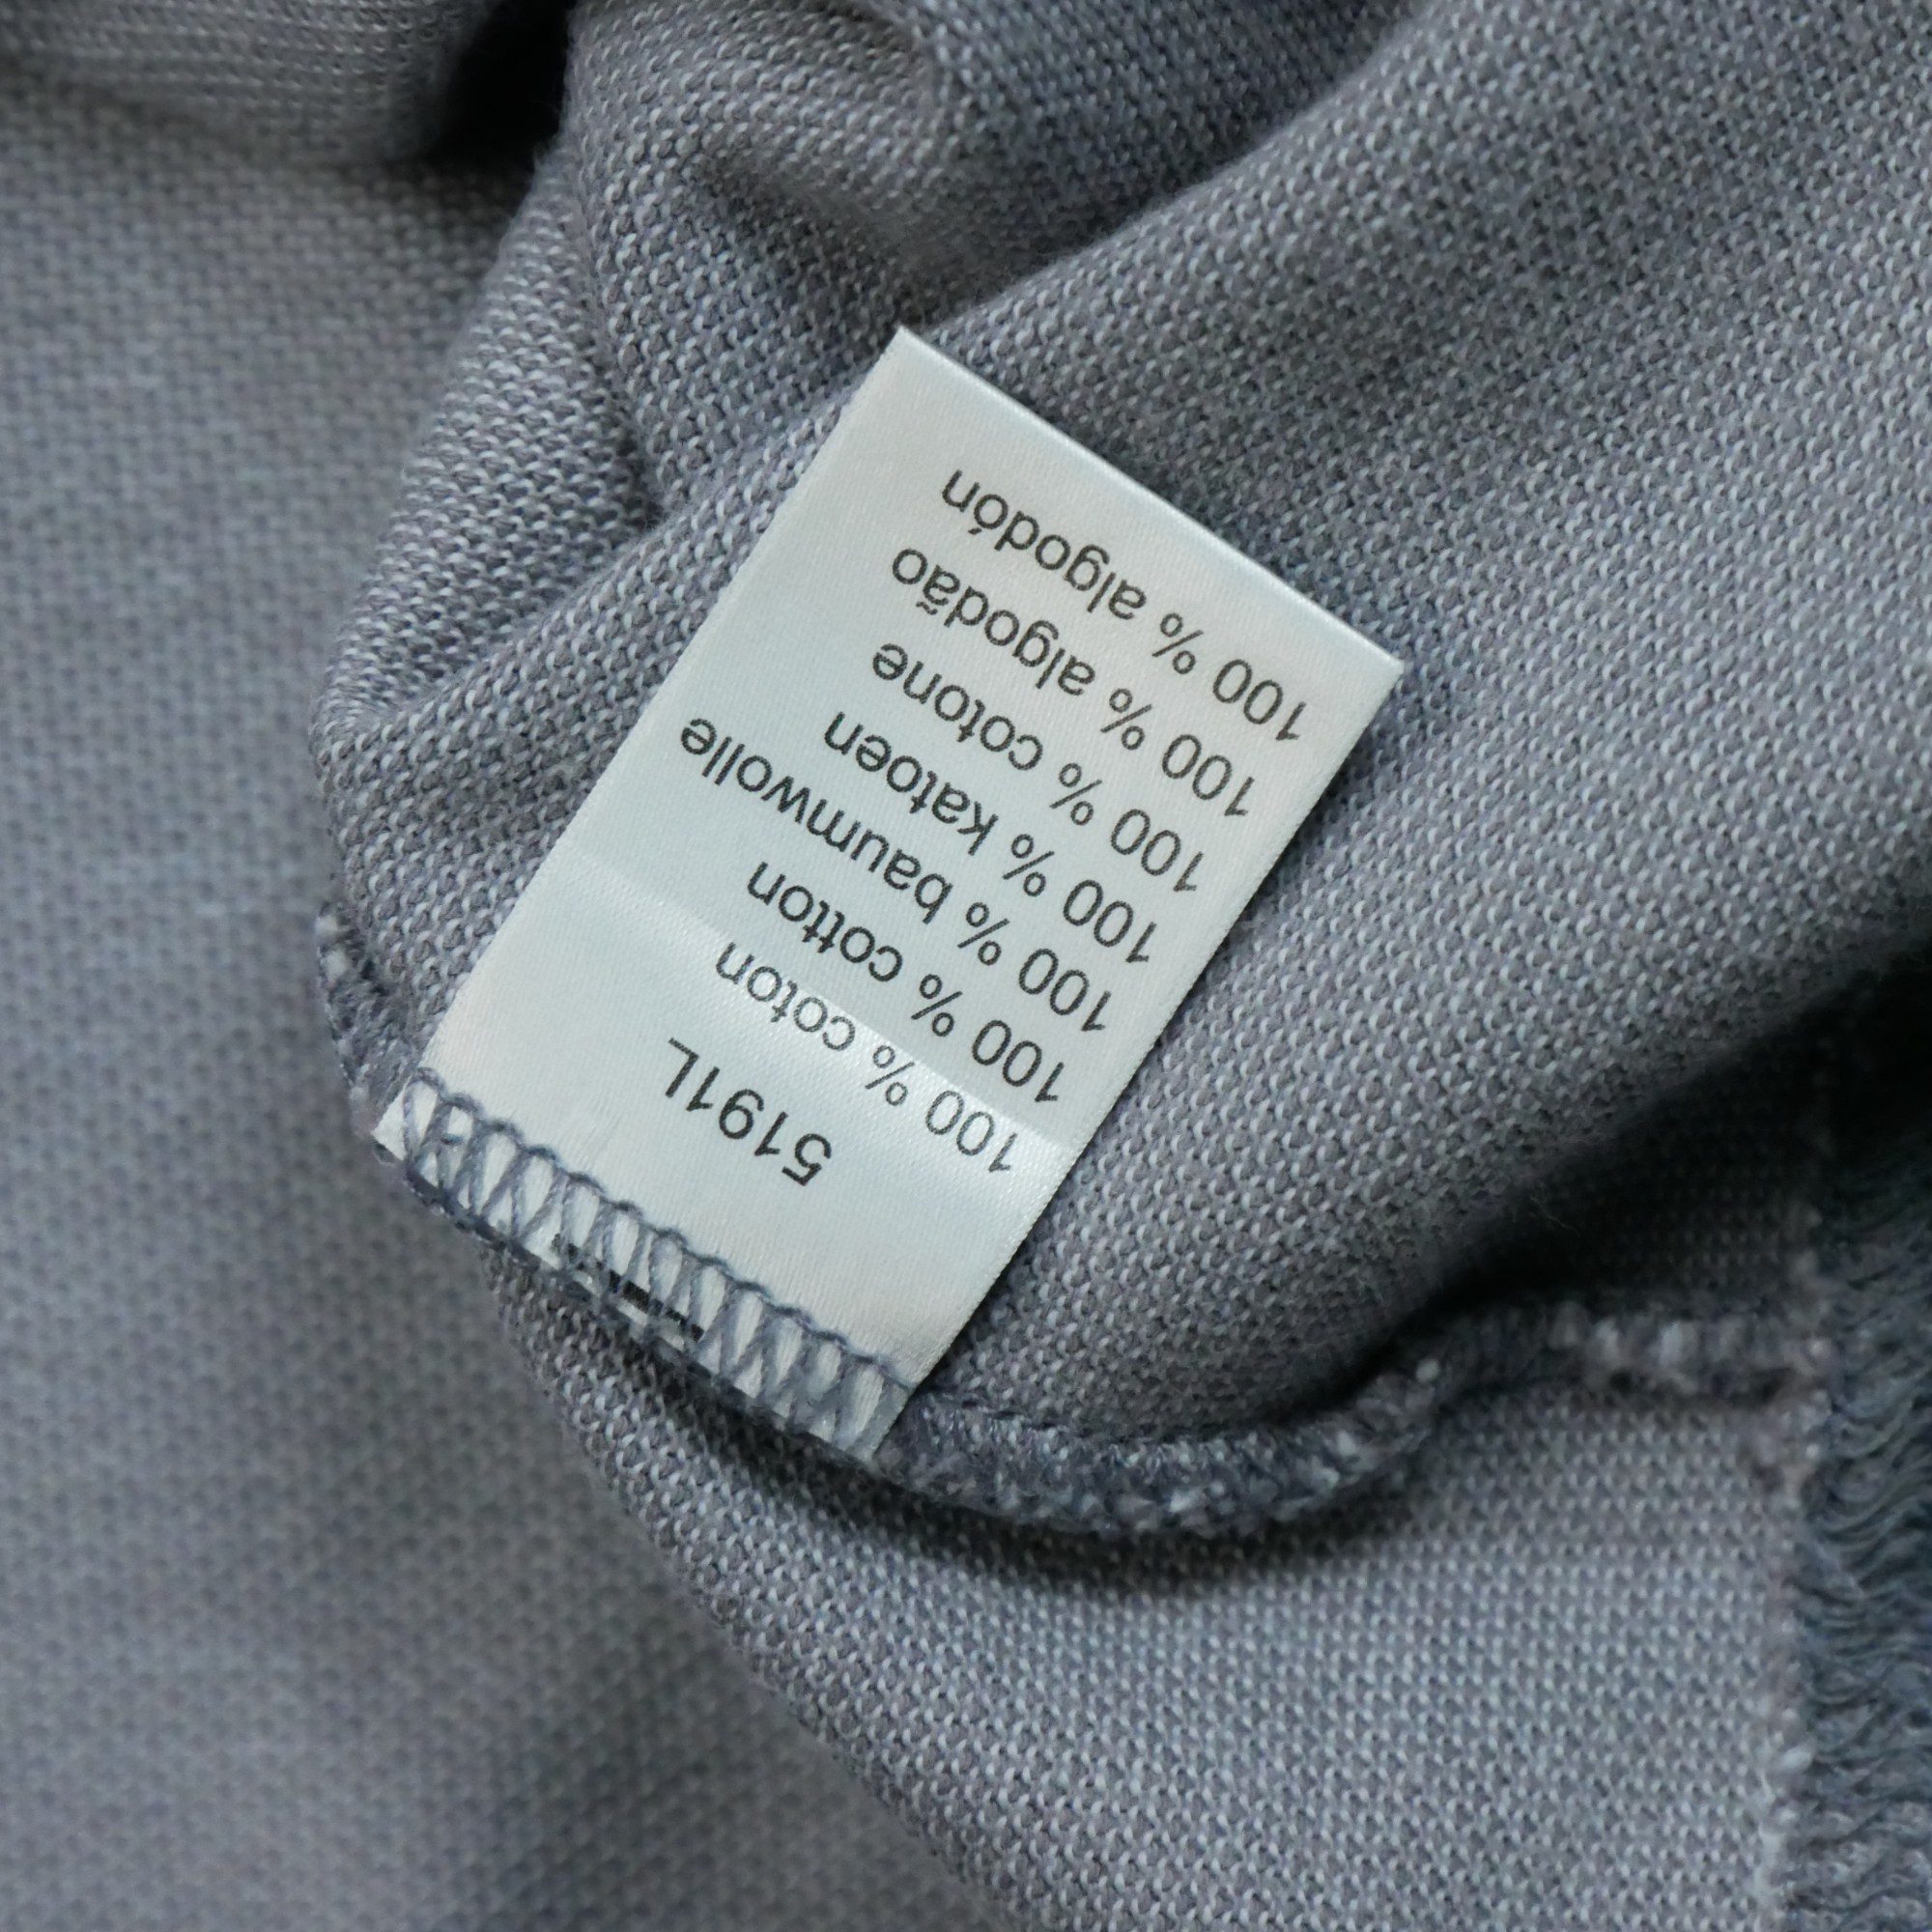 5191L
100 % coton
100 % cotton
100 % baumwolle
100 % katoen
100 % cotone
100 % algodão
100 % algodón